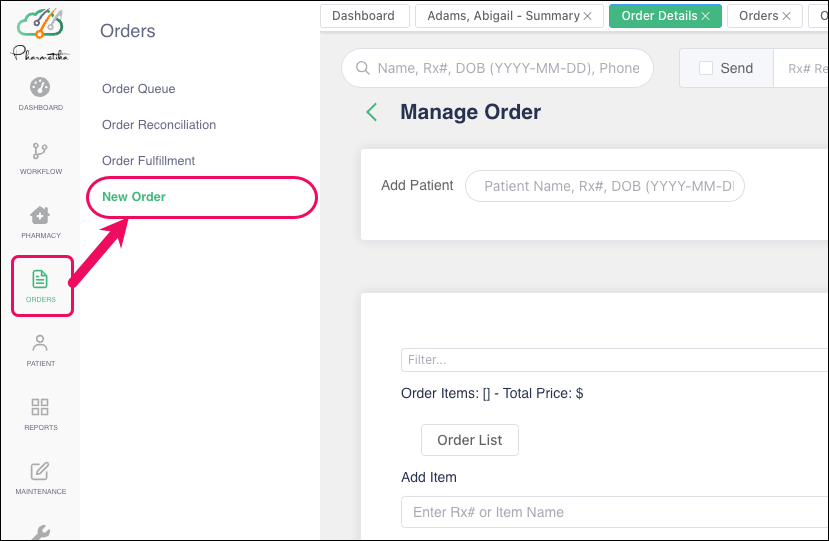 Pharmetika
DASHBOARD
WORKFLOW
PHARMACY
ORDERS
PATIENT
REPORTS
MAINTENANCE
Orders
Order Queue
Order Reconciliation
Order Fulfillment
New Order
Dashboard
Adams, Abigail - Summary
Order Details
Orders
Name, Rx#, DOB (YYYY-MM-DD), Phone
Send
Rx# Re
Manage Order
Add Patient
Patient Name, Rx#, DOB (YYYY-MM-D
Filter...
Order Items: [] - Total Price: $
Order List
Add Item
Enter Rx# or Item Name